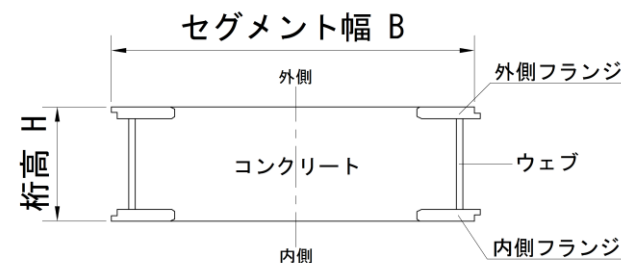 セグメント幅 B
外側
外側フランジ
桁高 H
コンクリート
ウェブ
内側フランジ
内側